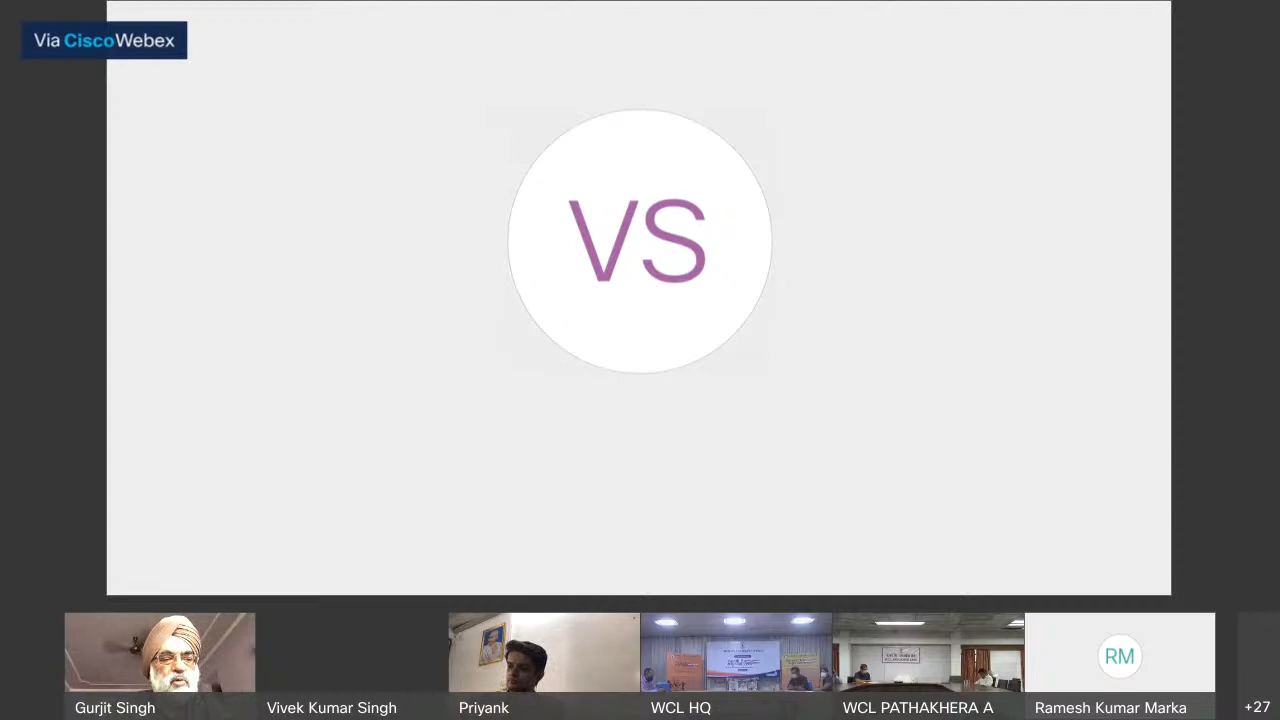 Via CiscoWebex
VS
RM
Gurjit Singh
Vivek Kumar Singh
Priyank
WCL HQ
WCL PATHAKHERA A
Ramesh Kumar Marka
+27